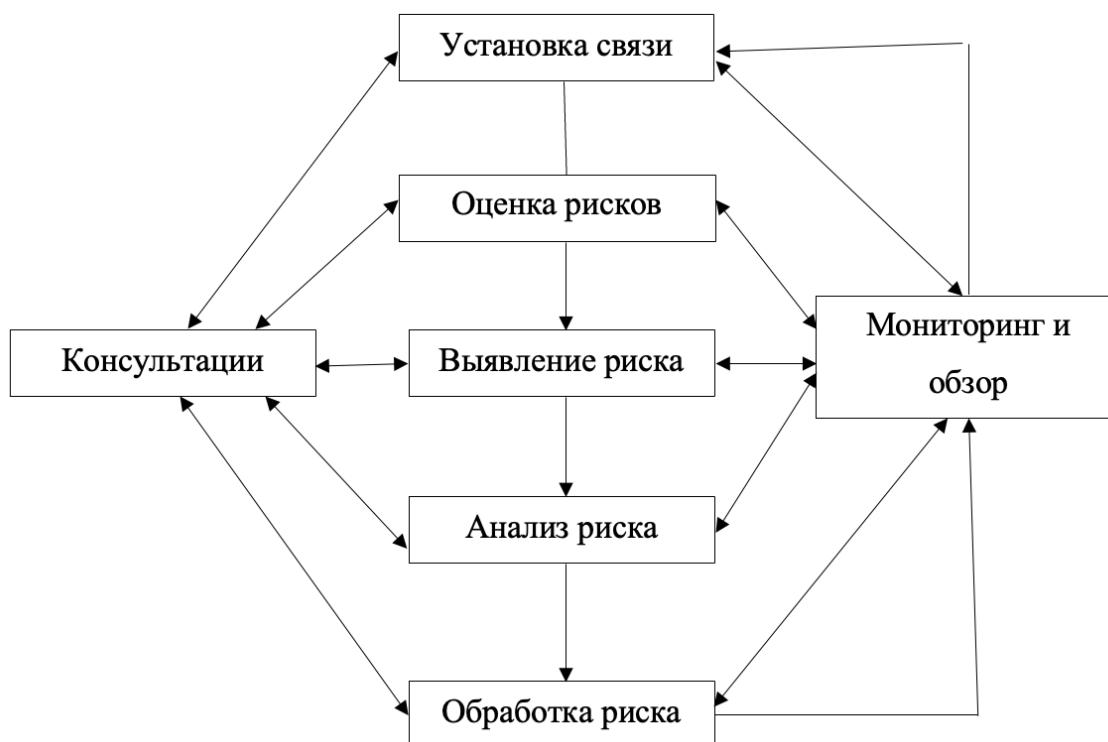 Установка связи
Оценка рисков
Консультации
Выявление риска
Мониторинг и
обзор
Анализ риска
Обработка риска